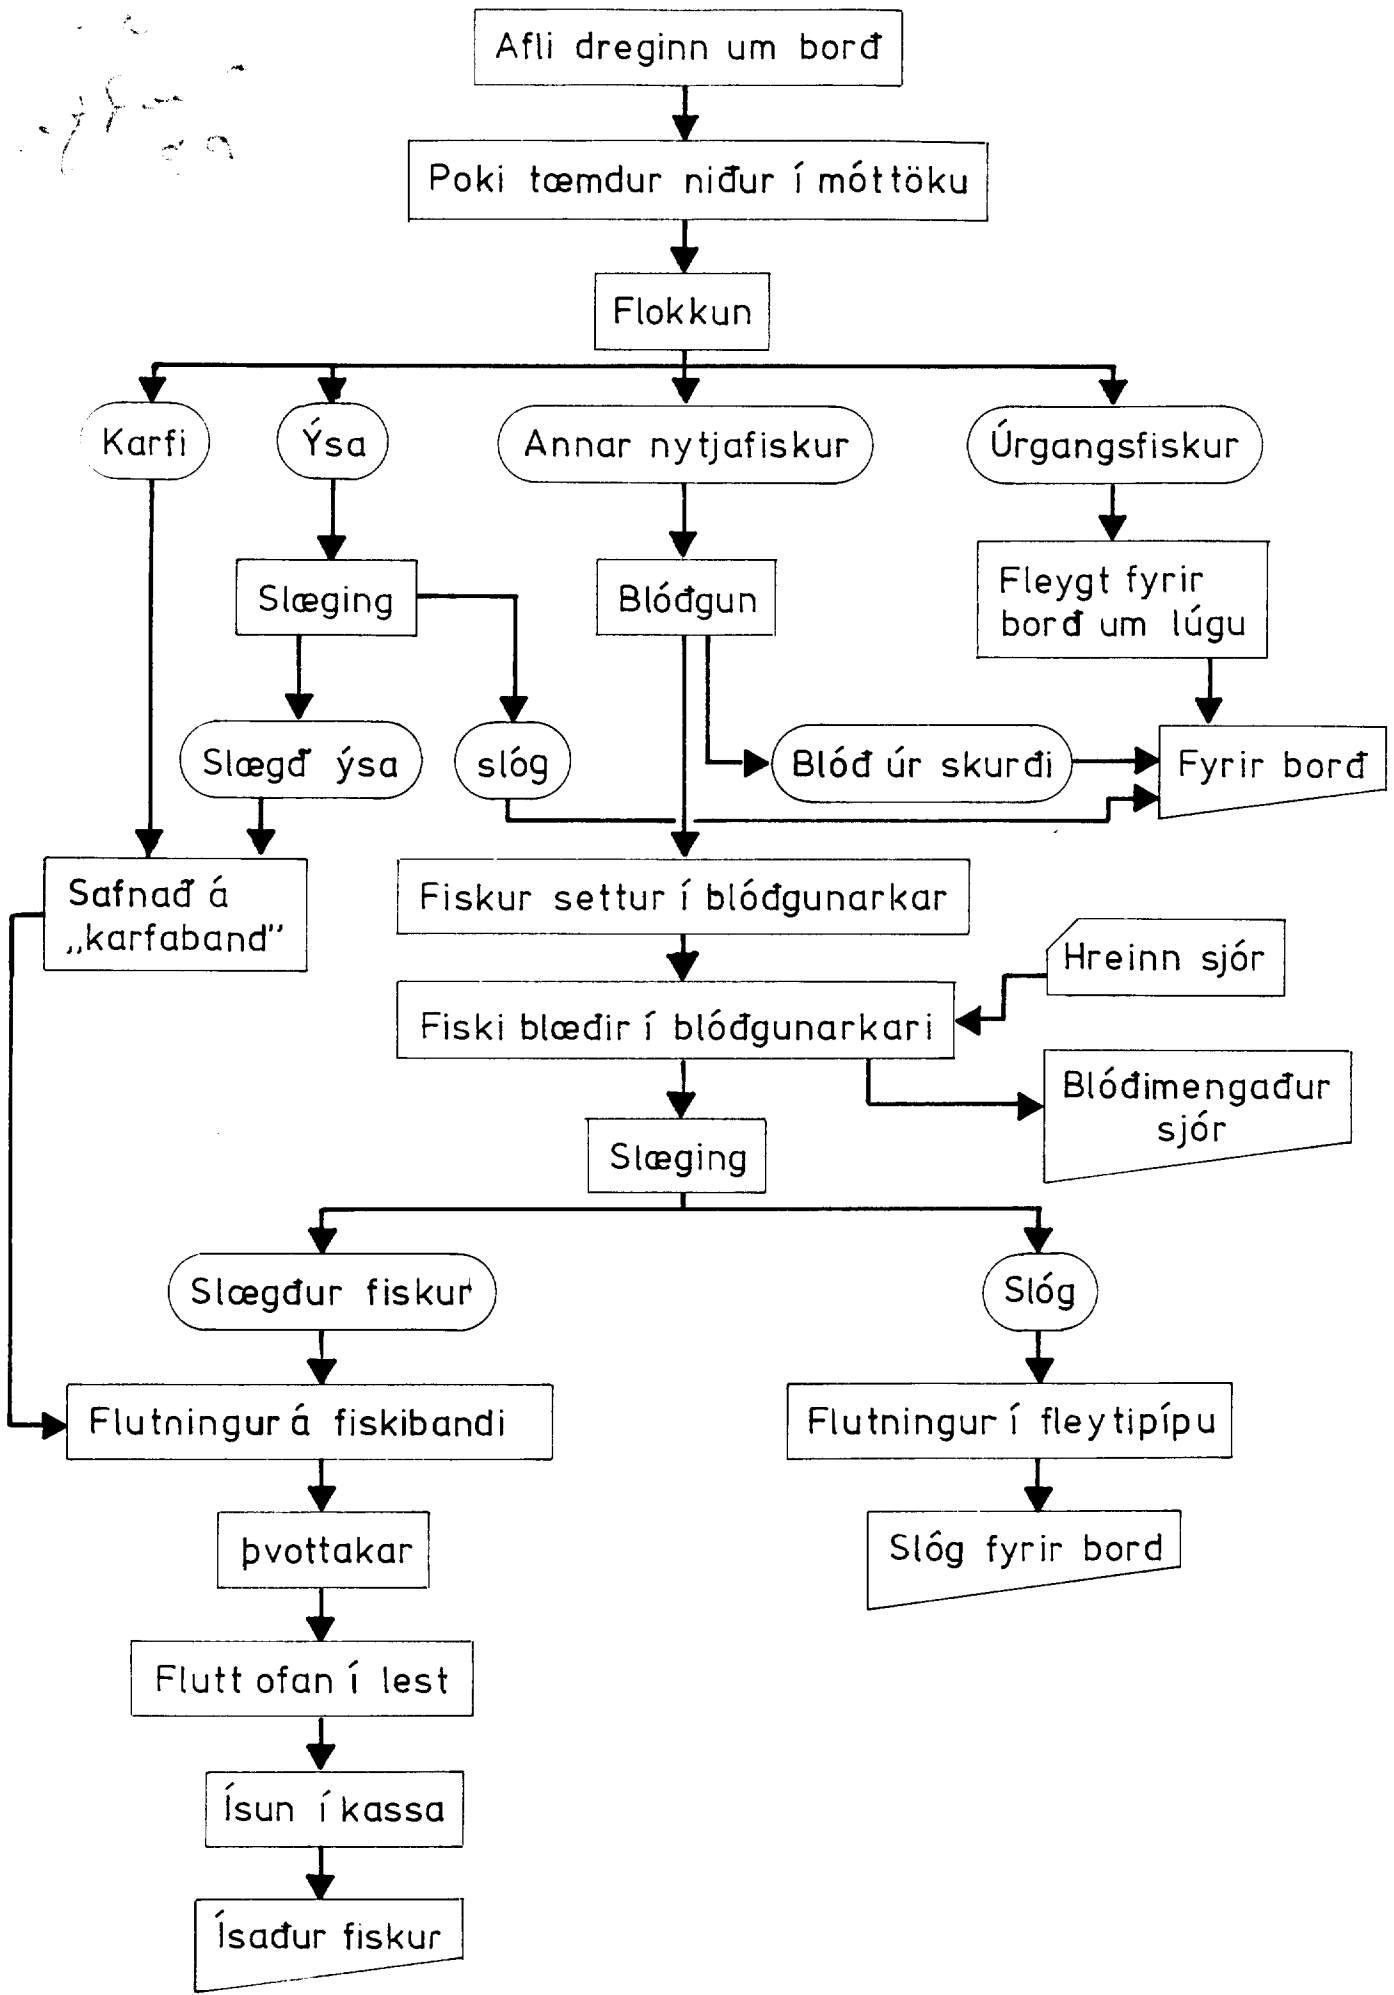 Afli dreginn um borð
Poki tæmdur niður í móttöku
Flokkun
Karfi
Ýsa
Annar nytjafiskur
Úrgangsfiskur
Slæging
Blóðgun
Fleygt fyrir
borð um lúgu
Slægð ýsa
slóg
Blóð úr skurði
Fyrir borð
Safnað á
„karfaband”
Fiskur settur í blóðgunarkar
Hreinn sjór
Fiski blæðir í blóðgunarkari
Blóðimengaður
sjór
Slæging
Slægður fiskur
Slóg
Flutningur á fiskibandi
Flutningur í fleytipípu
þvottakar
Slóg fyrir bord
Flutt ofan í lest
Ísun í kassa
Ísaður fiskur